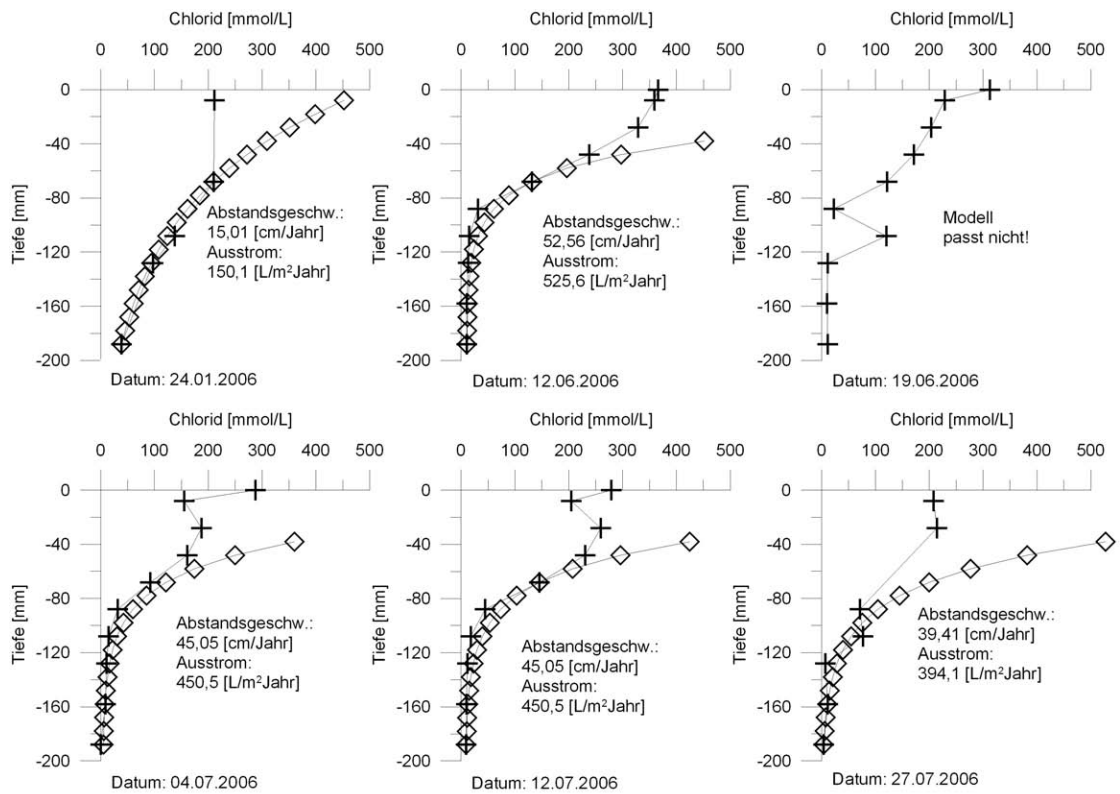 Chlorid [mmol/L]
0 100 200 300 400 500
0
-40
-80
-120
-160
-200
Tiefe [mm]
Abstandsgeschw.:
15,01 [cm/Jahr]
Ausstrom:
150,1 [L/m²Jahr]
Datum: 24.01.2006
Chlorid [mmol/L]
0 100 200 300 400 500
0
-40
-80
-120
-160
-200
Tiefe [mm]
Abstandsgeschw.:
52,56 [cm/Jahr]
Ausstrom:
525,6 [L/m²Jahr]
Datum: 12.06.2006
Chlorid [mmol/L]
0 100 200 300 400 500
0
-40
-80
-120
-160
-200
Tiefe [mm]
Modell
passt nicht!
Datum: 19.06.2006
Chlorid [mmol/L]
0 100 200 300 400 500
0
-40
-80
-120
-160
-200
Tiefe [mm]
Abstandsgeschw.:
45,05 [cm/Jahr]
Ausstrom:
450,5 [L/m²Jahr]
Datum: 04.07.2006
Chlorid [mmol/L]
0 100 200 300 400 500
0
-40
-80
-120
-160
-200
Tiefe [mm]
Abstandsgeschw.:
45,05 [cm/Jahr]
Ausstrom:
450,5 [L/m²Jahr]
Datum: 12.07.2006
Chlorid [mmol/L]
0 100 200 300 400 500
0
-40
-80
-120
-160
-200
Tiefe [mm]
Abstandsgeschw.:
39,41 [cm/Jahr]
Ausstrom:
394,1 [L/m²Jahr]
Datum: 27.07.2006